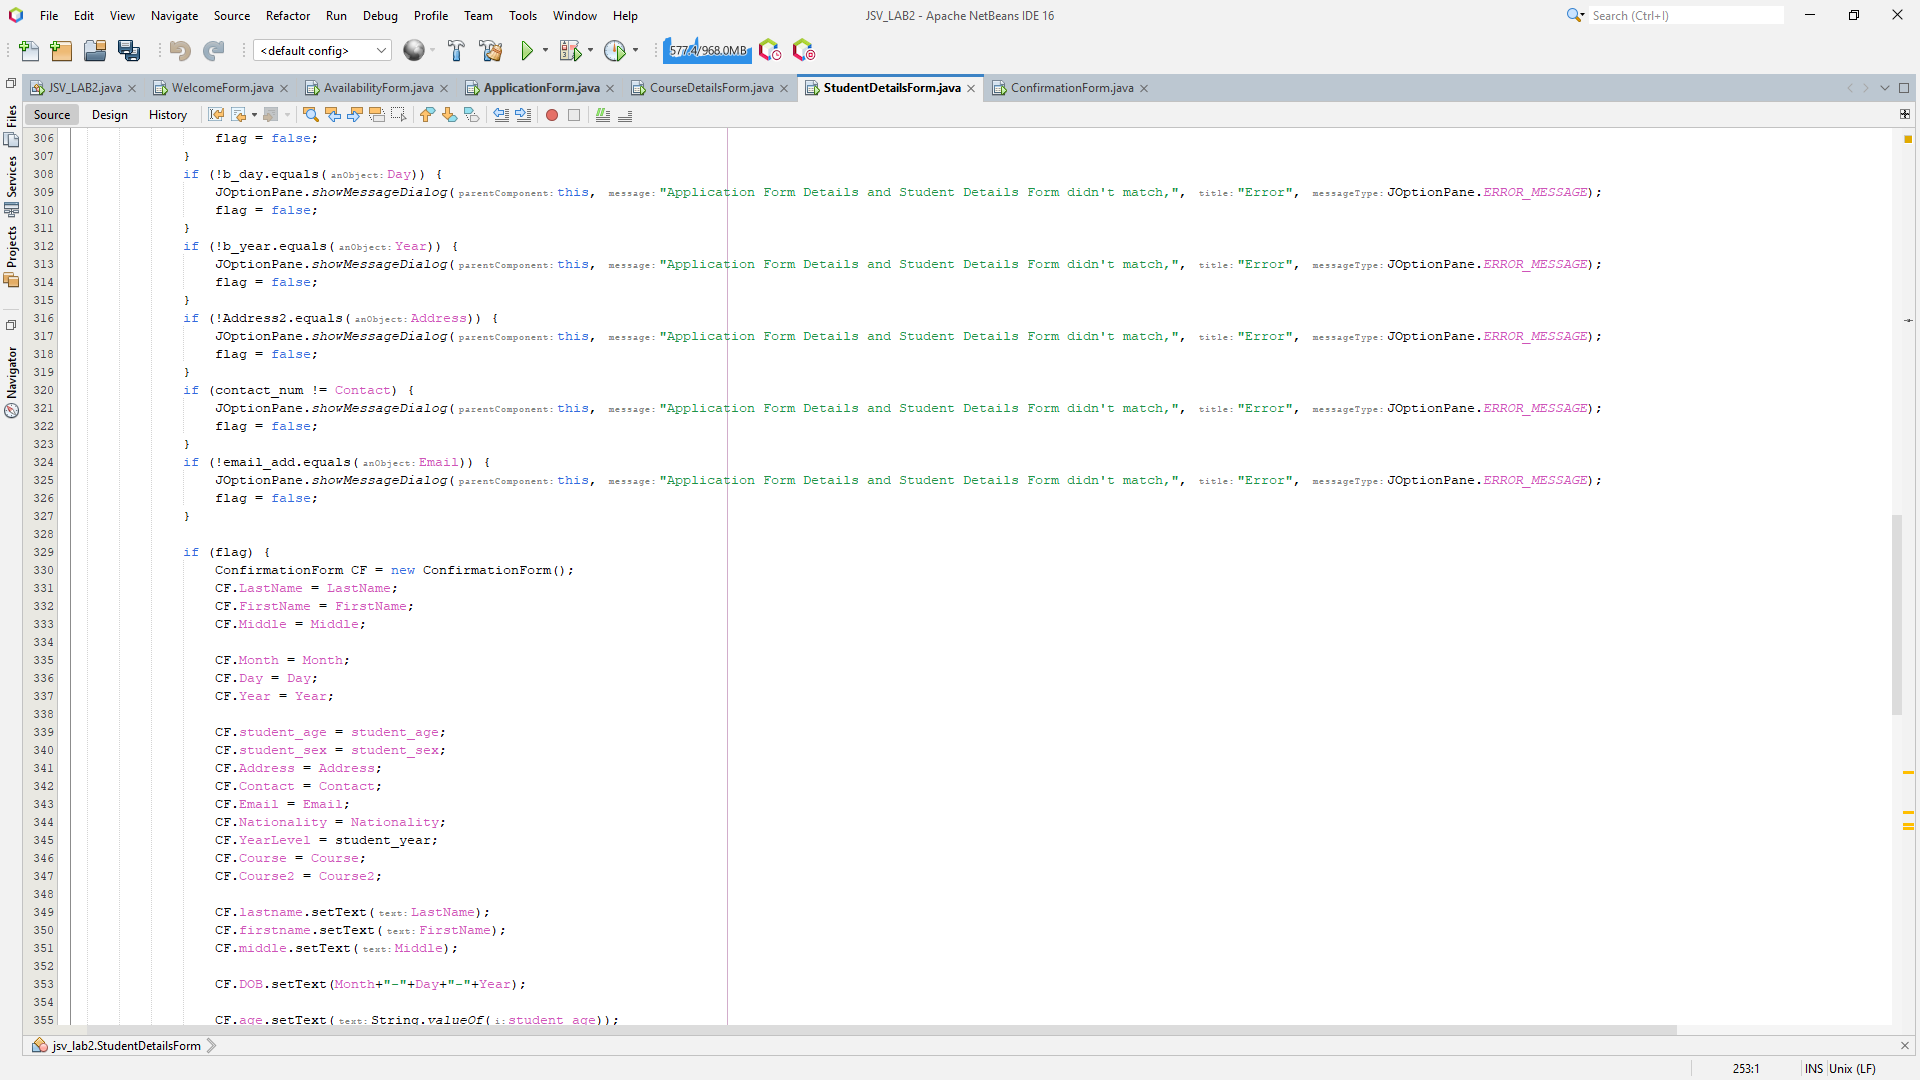 File Edit View Navigate Source Refactor Run Debug Profile Team Tools Window Help
JSV_LAB2 - Apache NetBeans IDE 16
Search (Ctrl+I)
<default config>
577.4/968.0MB
JSV_LAB2.java WelcomeForm.java AvailabilityForm.java ApplicationForm.java CourseDetailsForm.java StudentDetailsForm.java ConfirmationForm.java
Source Design History
Files
Services
Projects
Navigator
306 flag = false;
307 }
308 if (!b_day.equals(anObject: Day)) {
309 JOptionPane.showMessageDialog(parentComponent: this, message: "Application Form Details and Student Details Form didn't match,", title: "Error", messageType: JOptionPane.ERROR_MESSAGE);
310 flag = false;
311 }
312 if (!b_year.equals(anObject: Year)) {
313 JOptionPane.showMessageDialog(parentComponent: this, message: "Application Form Details and Student Details Form didn't match,", title: "Error", messageType: JOptionPane.ERROR_MESSAGE);
314 flag = false;
315 }
316 if (!Address2.equals(anObject: Address)) {
317 JOptionPane.showMessageDialog(parentComponent: this, message: "Application Form Details and Student Details Form didn't match,", title: "Error", messageType: JOptionPane.ERROR_MESSAGE);
318 flag = false;
319 }
320 if (contact_num != Contact) {
321 JOptionPane.showMessageDialog(parentComponent: this, message: "Application Form Details and Student Details Form didn't match,", title: "Error", messageType: JOptionPane.ERROR_MESSAGE);
322 flag = false;
323 }
324 if (!email_add.equals(anObject: Email)) {
325 JOptionPane.showMessageDialog(parentComponent: this, message: "Application Form Details and Student Details Form didn't match,", title: "Error", messageType: JOptionPane.ERROR_MESSAGE);
326 flag = false;
327 }
328
329 if (flag) {
330 ConfirmationForm CF = new ConfirmationForm();
331 CF.LastName = LastName;
332 CF.FirstName = FirstName;
333 CF.Middle = Middle;
334
335 CF.Month = Month;
336 CF.Day = Day;
337 CF.Year = Year;
338
339 CF.student_age = student_age;
340 CF.student_sex = student_sex;
341 CF.Address = Address;
342 CF.Contact = Contact;
343 CF.Email = Email;
344 CF.Nationality = Nationality;
345 CF.YearLevel = student_year;
346 CF.Course = Course;
347 CF.Course2 = Course2;
348
349 CF.lastname.setText(text: LastName);
350 CF.firstname.setText(text: FirstName);
351 CF.middle.setText(text: Middle);
352
353 CF.DOB.setText(Month+"-"+Day+"-"+Year);
354
355 CF.age.setText(text: String.valueOf(i: student_age));
jsv_lab2.StudentDetailsForm
253:1 INS Unix (LF)